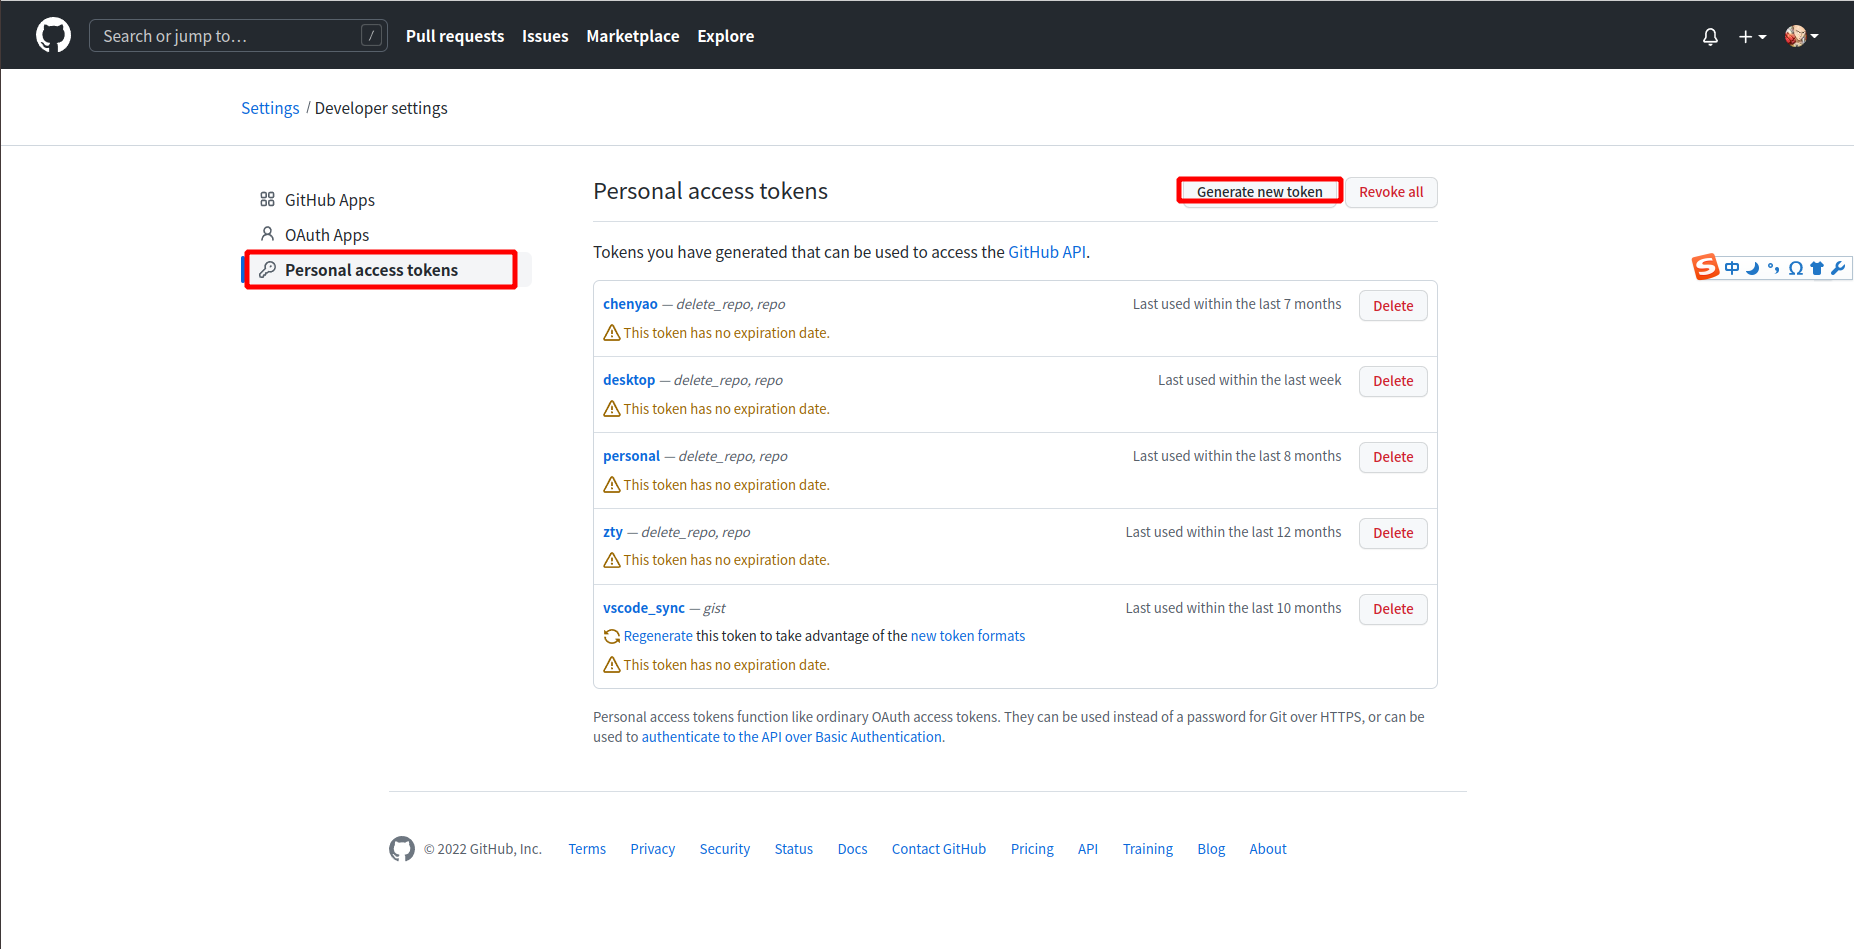 Search or jump to… / Pull requests Issues Marketplace Explore
Settings / Developer settings
GitHub Apps
OAuth Apps
Personal access tokens
Personal access tokens Generate new token Revoke all
Tokens you have generated that can be used to access the GitHub API.
chenyao — delete_repo, repo Last used within the last 7 months Delete
This token has no expiration date.
desktop — delete_repo, repo Last used within the last week Delete
This token has no expiration date.
personal — delete_repo, repo Last used within the last 8 months Delete
This token has no expiration date.
zty — delete_repo, repo Last used within the last 12 months Delete
This token has no expiration date.
vscode_sync — gist Last used within the last 10 months Delete
Regenerate this token to take advantage of the new token formats
This token has no expiration date.
Personal access tokens function like ordinary OAuth access tokens. They can be used instead of a password for Git over HTTPS, or can be
used to authenticate to the API over Basic Authentication.
S 中
© 2022 GitHub, Inc. Terms Privacy Security Status Docs Contact GitHub Pricing API Training Blog About